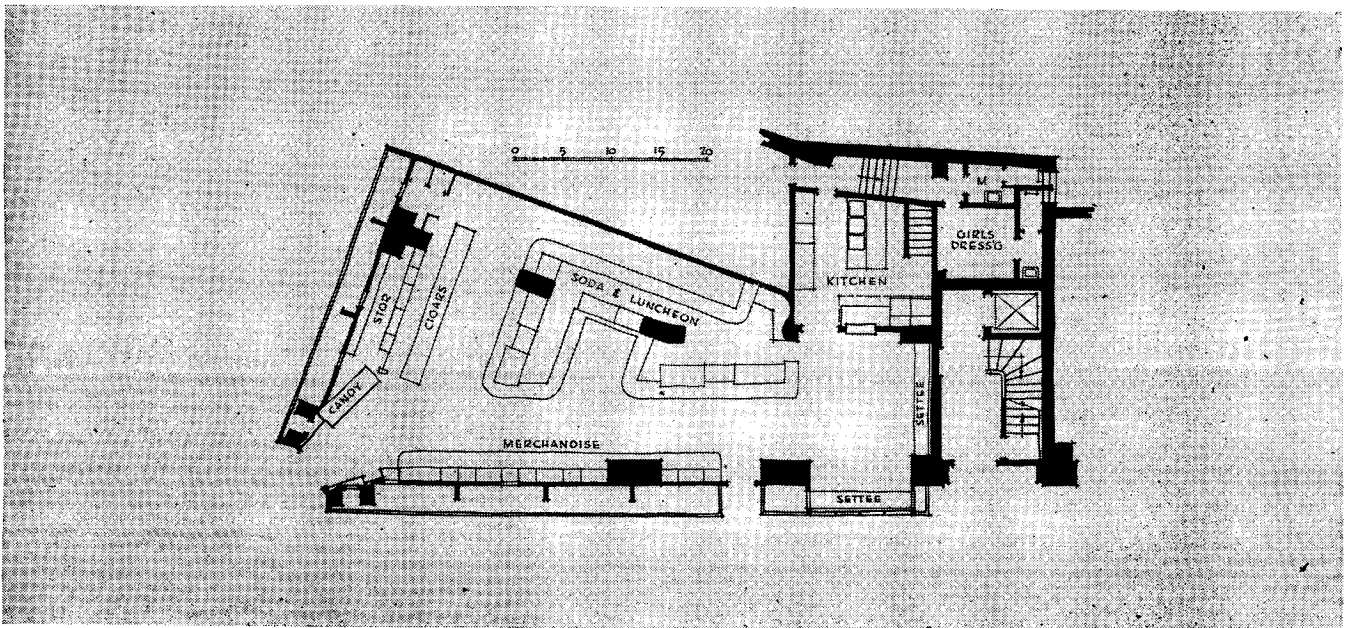 0 5 10 15 20
M
GIRLS
DRESS'G
KITCHEN
SODA & LUNCHEON
STOR
CIGARS
CANDY
SETTEE
MERCHANDISE
SETTEE